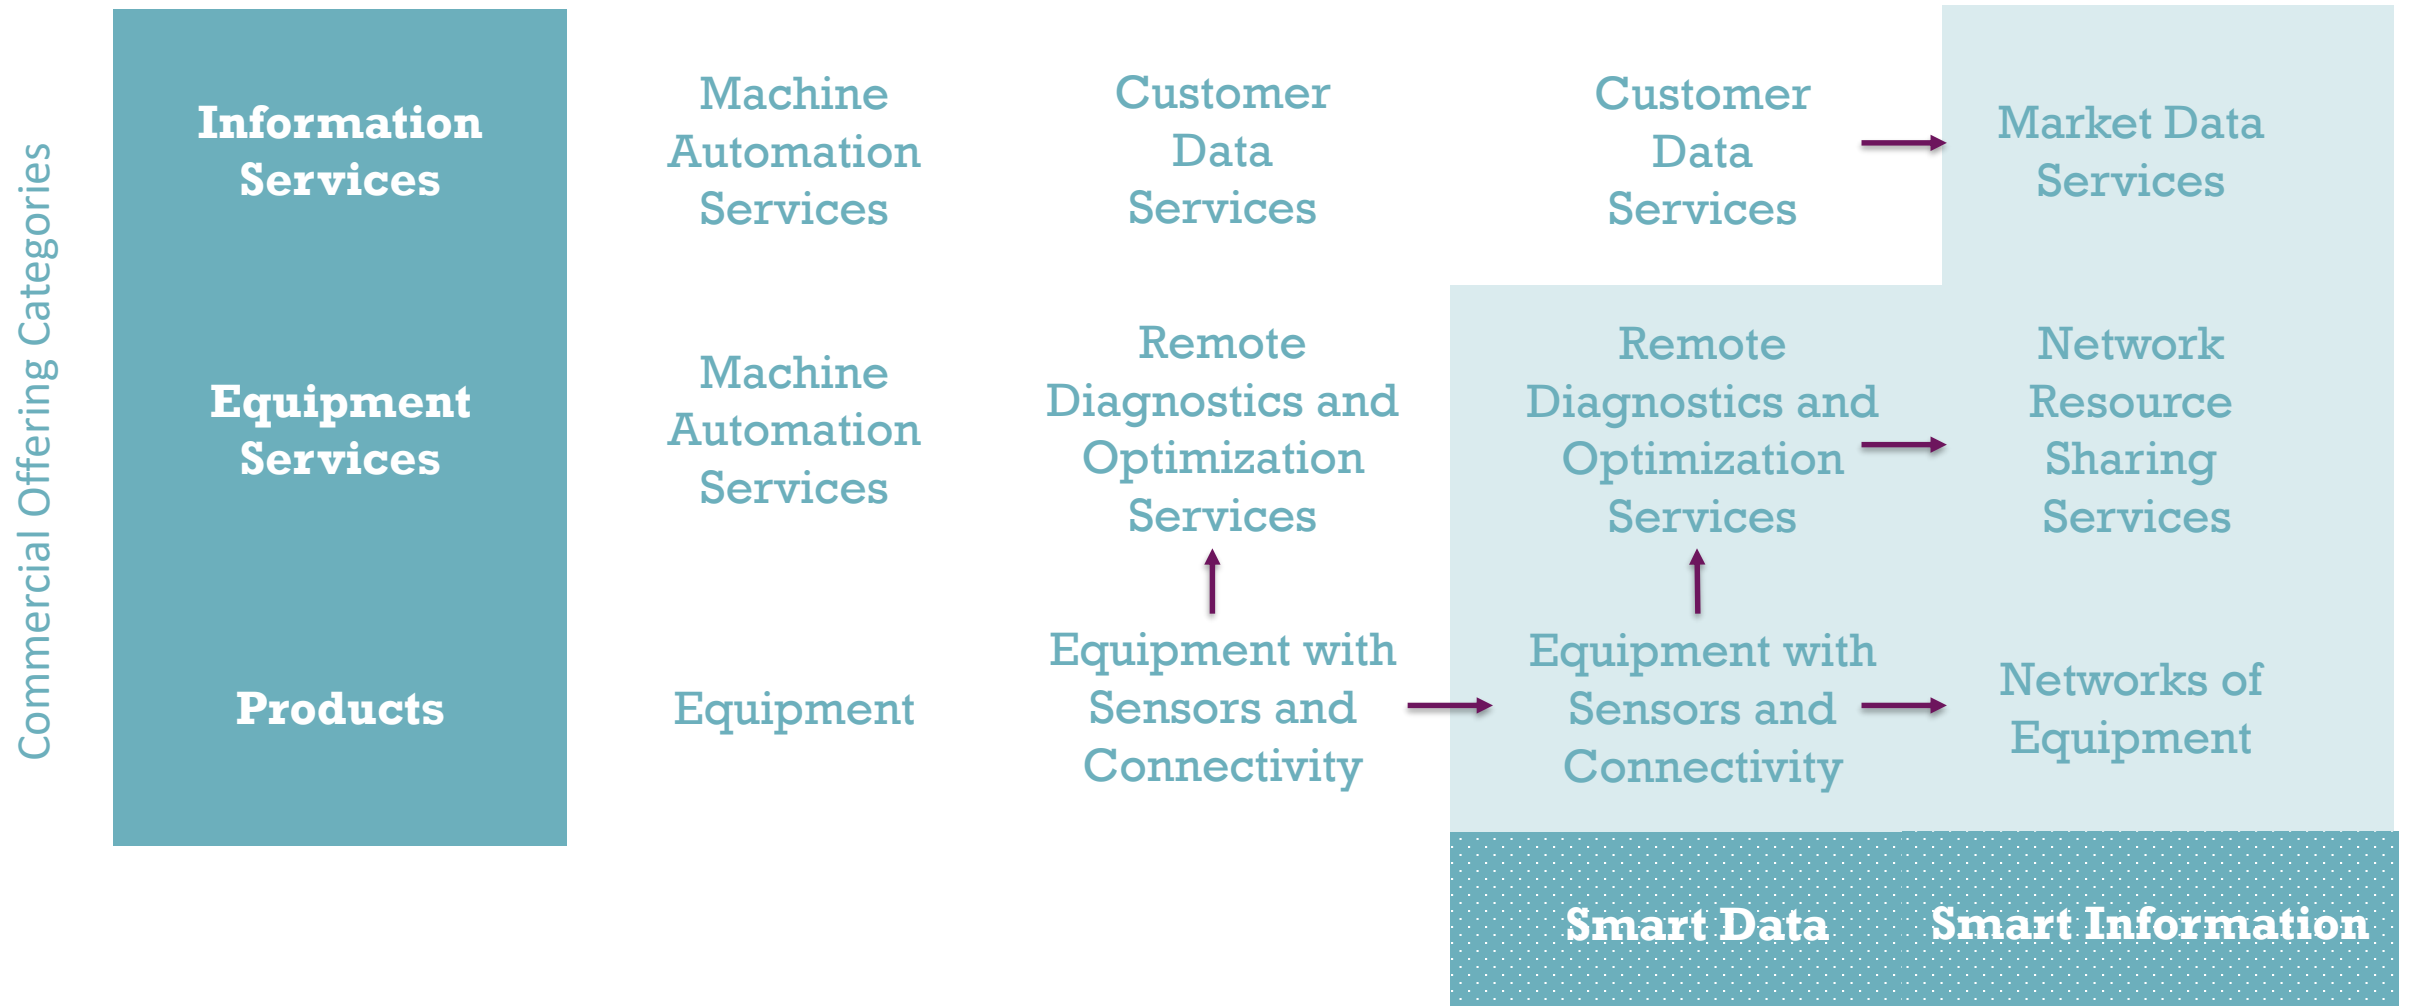 Commercial Offering Categories
Information
Services
Machine
Automation
Services
Customer
Data
Services
Customer
Data
Services
Market Data
Services
Equipment
Services
Machine
Automation
Services
Remote
Diagnostics and
Optimization
Services
Remote
Diagnostics and
Optimization
Services
Network
Resource
Sharing
Services
Products
Equipment
Equipment with
Sensors and
Connectivity
Equipment with
Sensors and
Connectivity
Networks of
Equipment
Smart Data
Smart Information